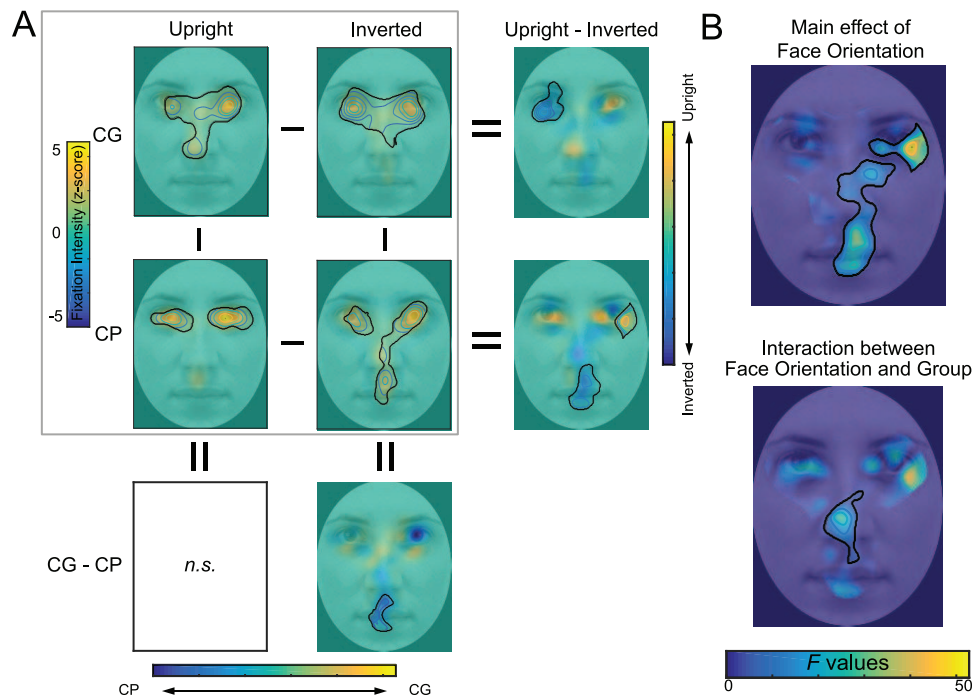 A
Upright
Inverted
Upright - Inverted
B
Main effect of
Face Orientation
CG
5
0
-5
Fixation Intensity (z-score)
Upright
Inverted
CP
Interaction between
Face Orientation and Group
CG - CP
n.s.
CP
CG
F values
0
50